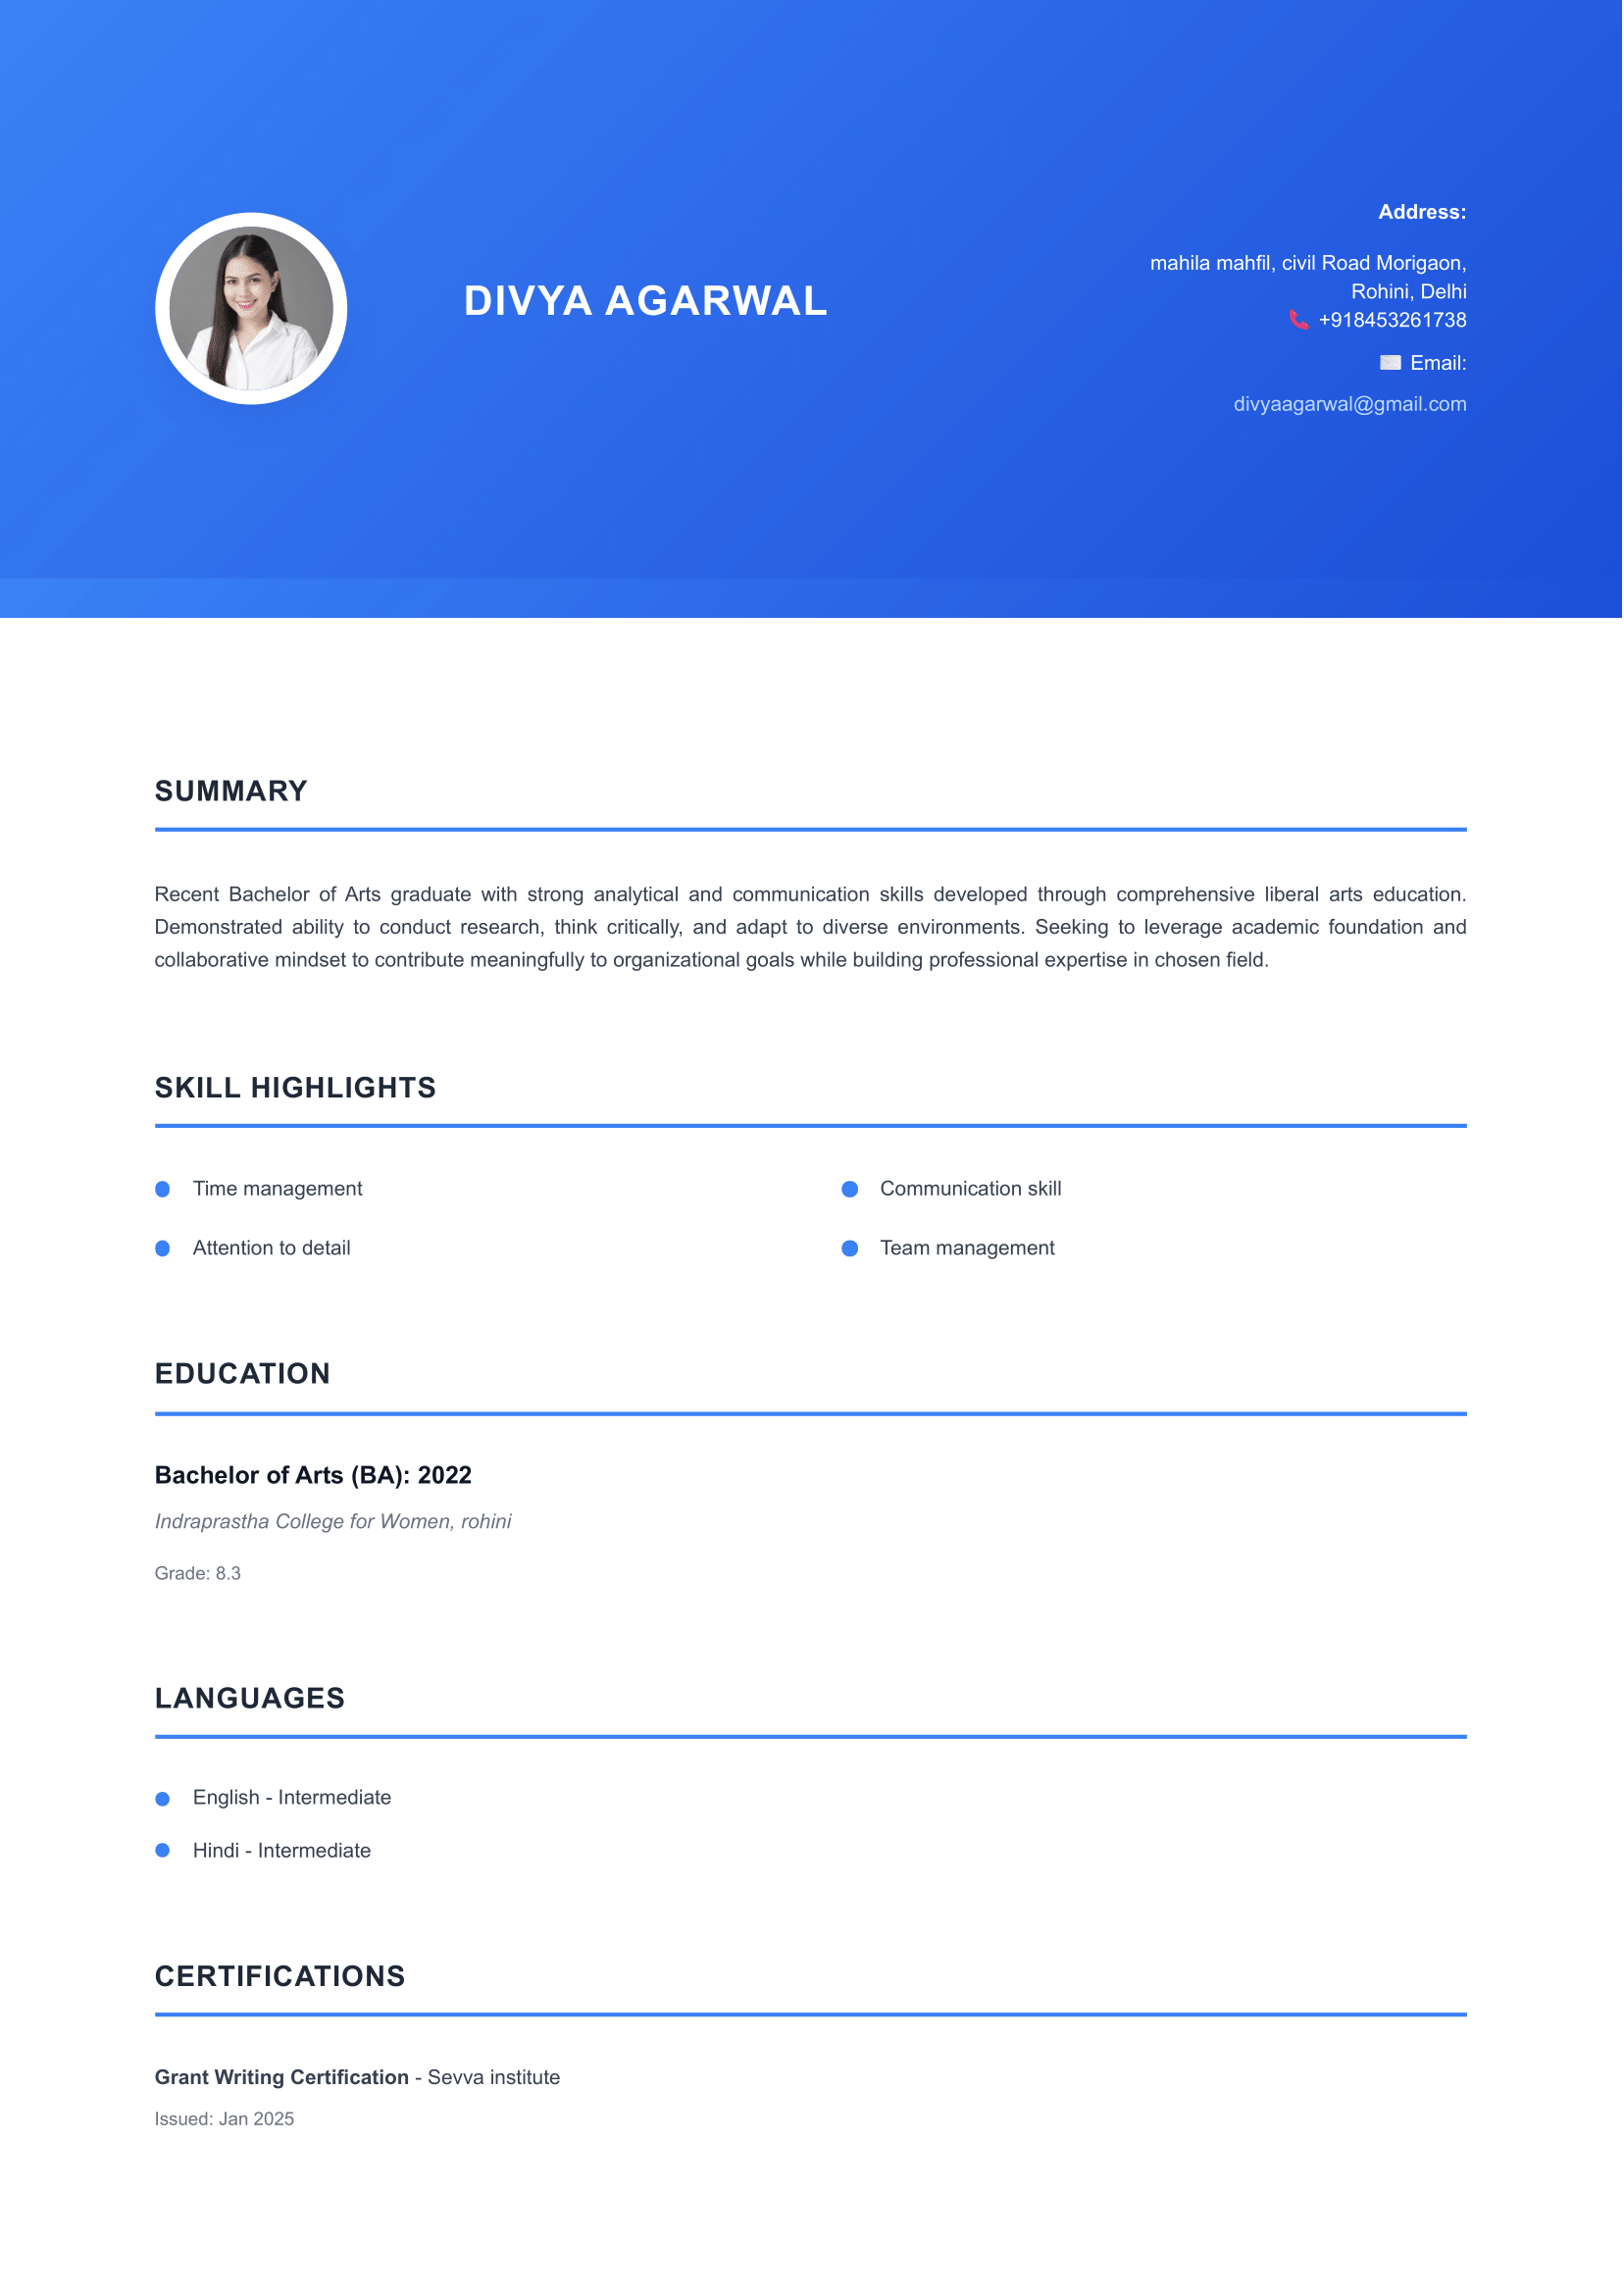 DIVYA AGARWAL
Address:
mahila mahfil, civil Road Morigaon,
Rohini, Delhi
📞 +918453261738
✉️ Email:
divyaagarwal@gmail.com
SUMMARY
Recent Bachelor of Arts graduate with strong analytical and communication skills developed through comprehensive liberal arts education.
Demonstrated ability to conduct research, think critically, and adapt to diverse environments. Seeking to leverage academic foundation and
collaborative mindset to contribute meaningfully to organizational goals while building professional expertise in chosen field.
SKILL HIGHLIGHTS
Time management
Communication skill
Attention to detail
Team management
EDUCATION
Bachelor of Arts (BA): 2022
Indraprastha College for Women, rohini
Grade: 8.3
LANGUAGES
English - Intermediate
Hindi - Intermediate
CERTIFICATIONS
Grant Writing Certification - Sevva institute
Issued: Jan 2025